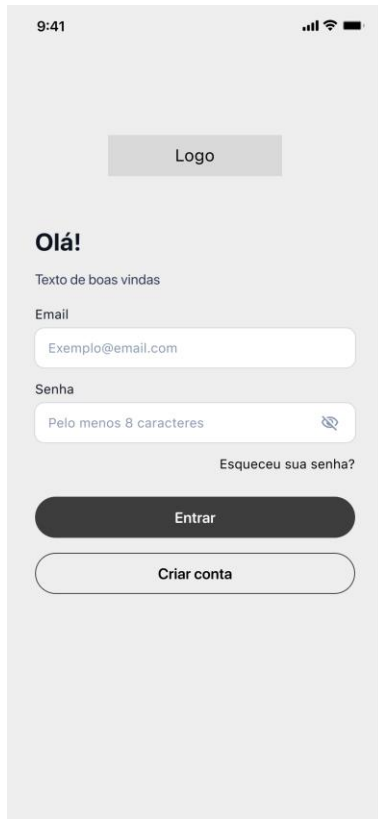 9:41
Logo
Olá!
Texto de boas vindas
Email
Exemplo@email.com
Senha
Pelo menos 8 caracteres
Esqueceu sua senha?
Entrar
Criar conta